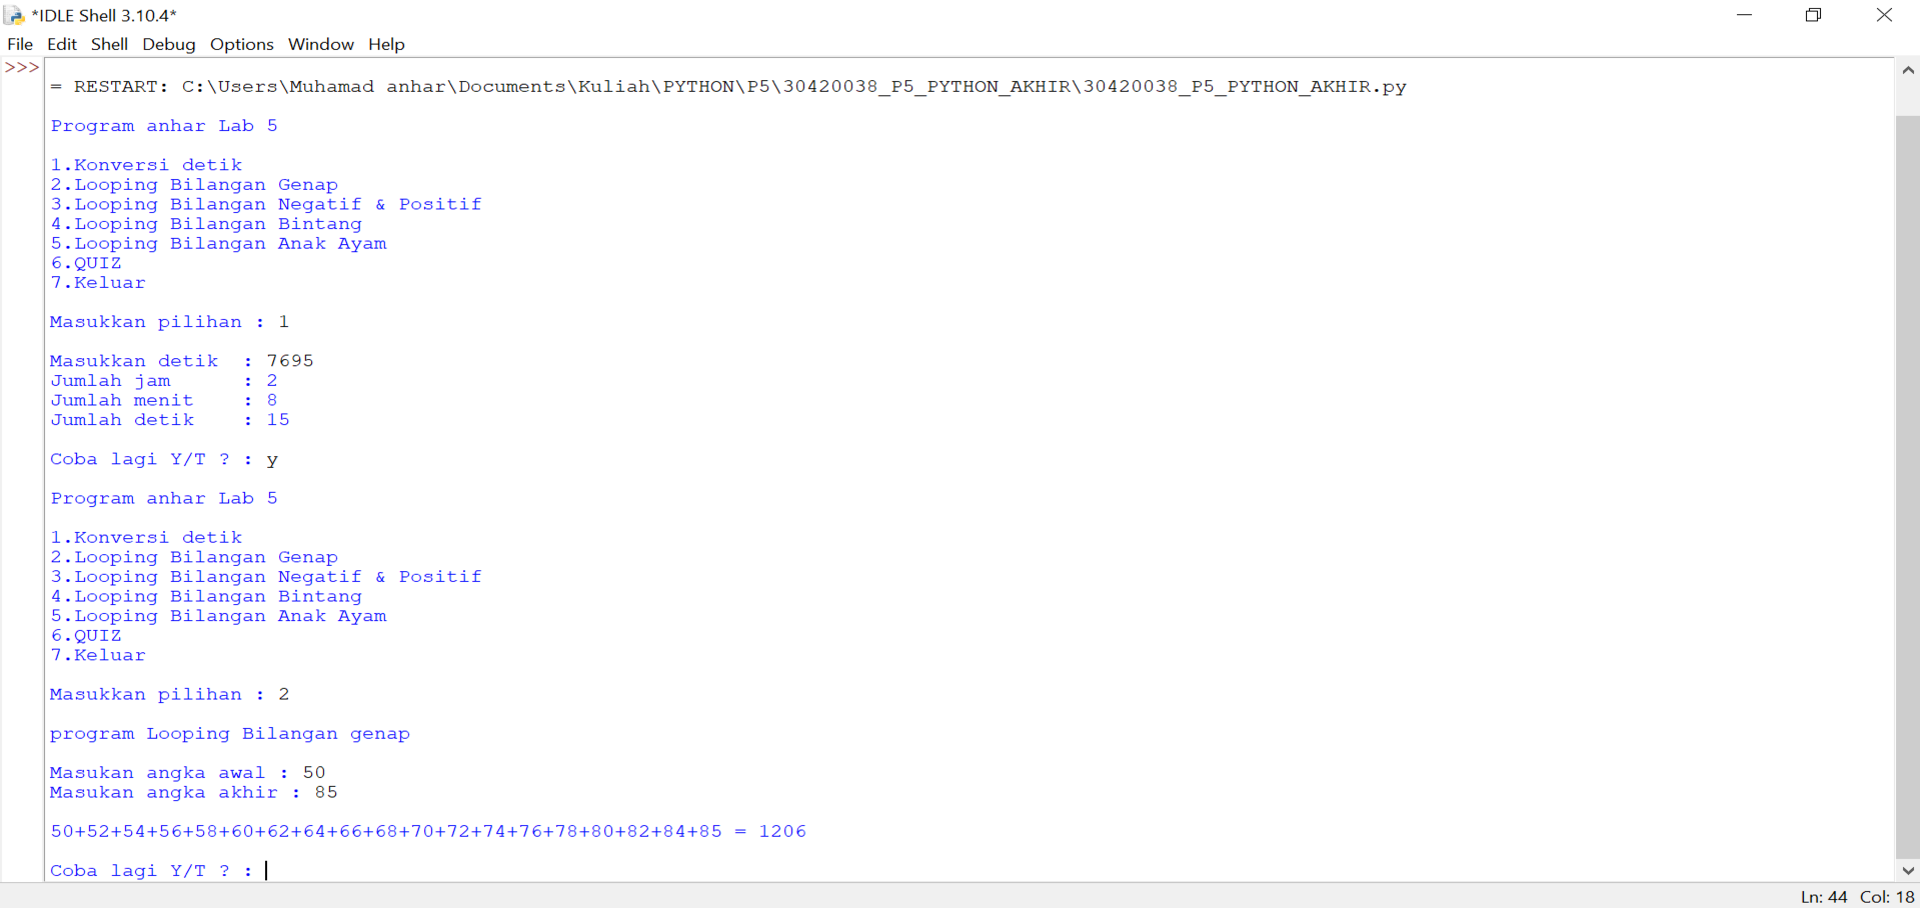 *IDLE Shell 3.10.4*
File Edit Shell Debug Options Window Help
>>>
= RESTART: C:\Users\Muhamad anhar\Documents\Kuliah\PYTHON\P5\30420038_P5_PYTHON_AKHIR\30420038_P5_PYTHON_AKHIR.py
Program anhar Lab 5
1.Konversi detik
2.Looping Bilangan Genap
3.Looping Bilangan Negatif & Positif
4.Looping Bilangan Bintang
5.Looping Bilangan Anak Ayam
6.QUIZ
7.Keluar
Masukkan pilihan : 1
Masukkan detik  : 7695
Jumlah jam      : 2
Jumlah menit    : 8
Jumlah detik    : 15
Coba lagi Y/T ? : y
Program anhar Lab 5
1.Konversi detik
2.Looping Bilangan Genap
3.Looping Bilangan Negatif & Positif
4.Looping Bilangan Bintang
5.Looping Bilangan Anak Ayam
6.QUIZ
7.Keluar
Masukkan pilihan : 2
program Looping Bilangan genap
Masukan angka awal : 50
Masukan angka akhir : 85
50+52+54+56+58+60+62+64+66+68+70+72+74+76+78+80+82+84+85 = 1206
Coba lagi Y/T ? :
Ln: 44 Col: 18